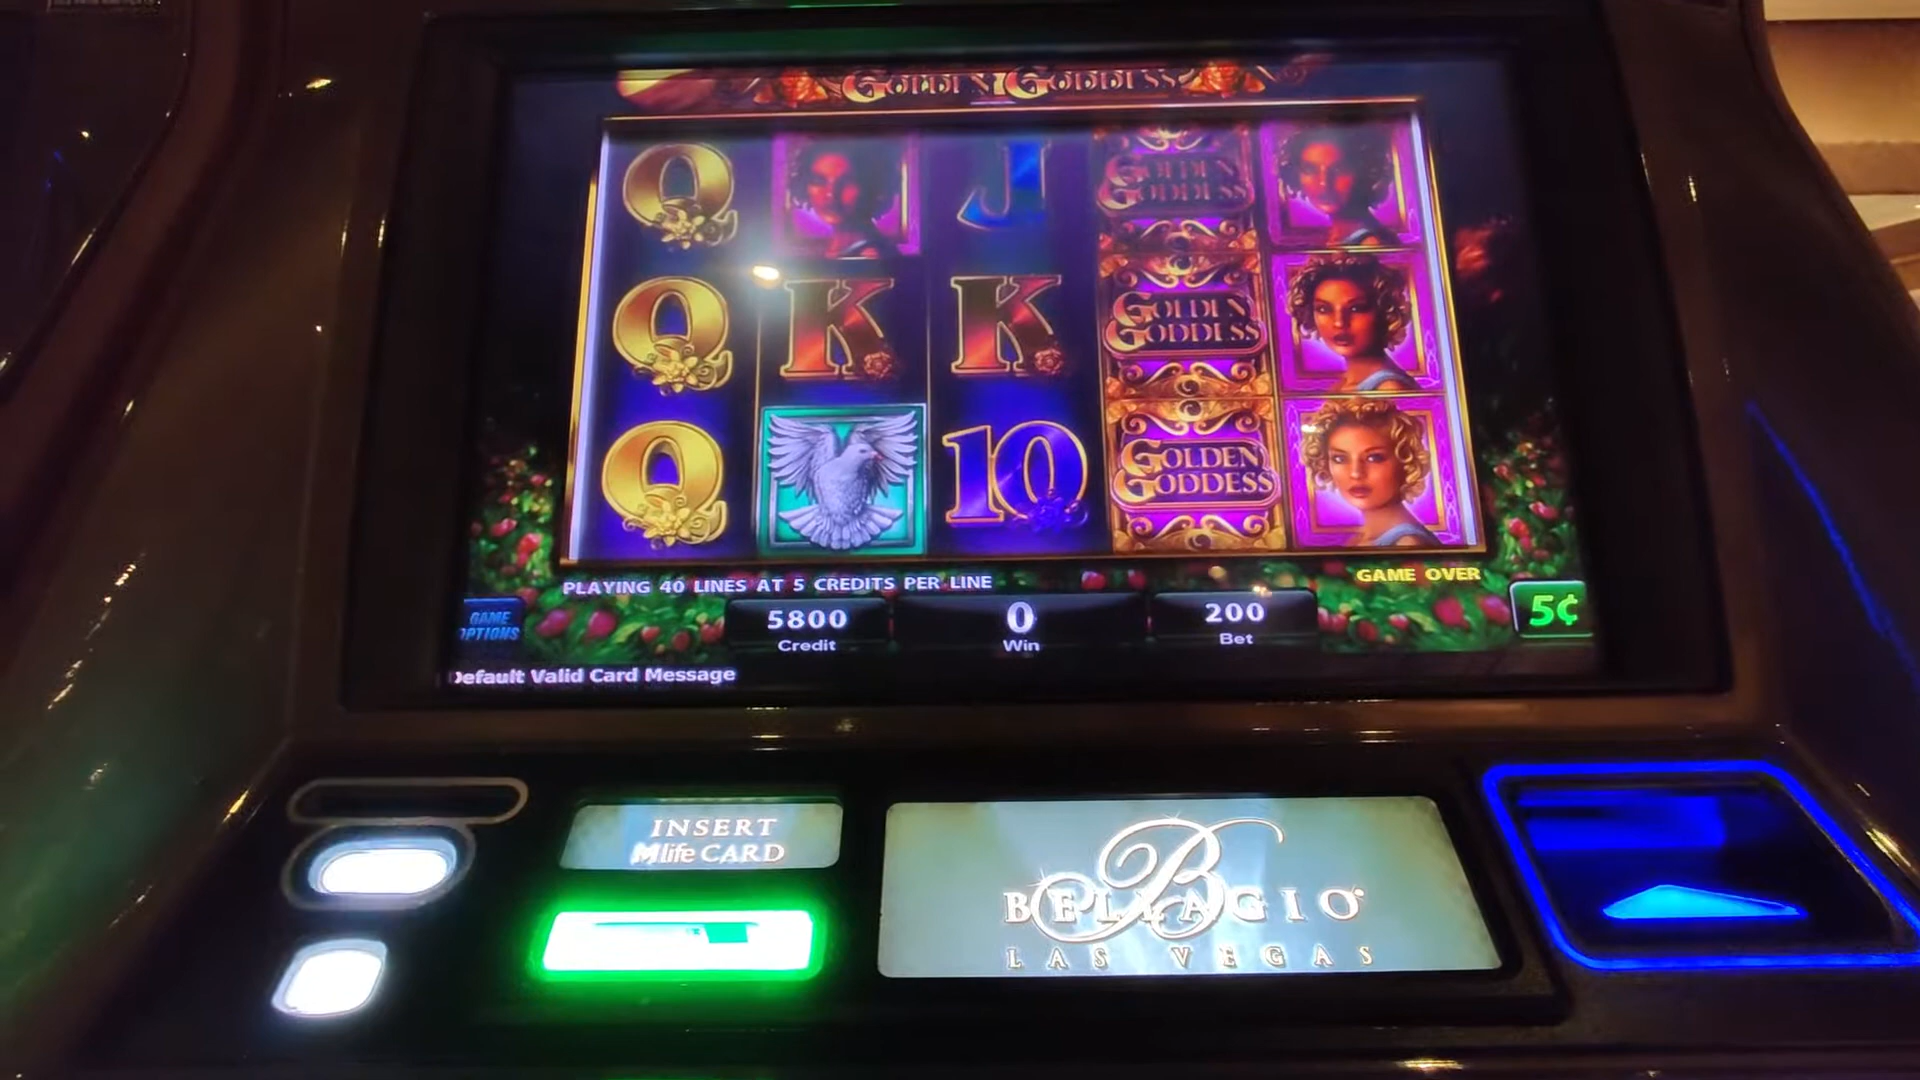 GOLDEN GODDESS
Q J GOLDEN GODDESS
Q K K GOLDEN GODDESS
Q 10 GOLDEN GODDESS
PLAYING 40 LINES AT 5 CREDITS PER LINE
GAME OVER
GAME OPTIONS
5800
Credit
0
Win
200
Bet
5¢
Default Valid Card Message
INSERT
Mlife CARD
B
BELLAGIO
LAS VEGAS